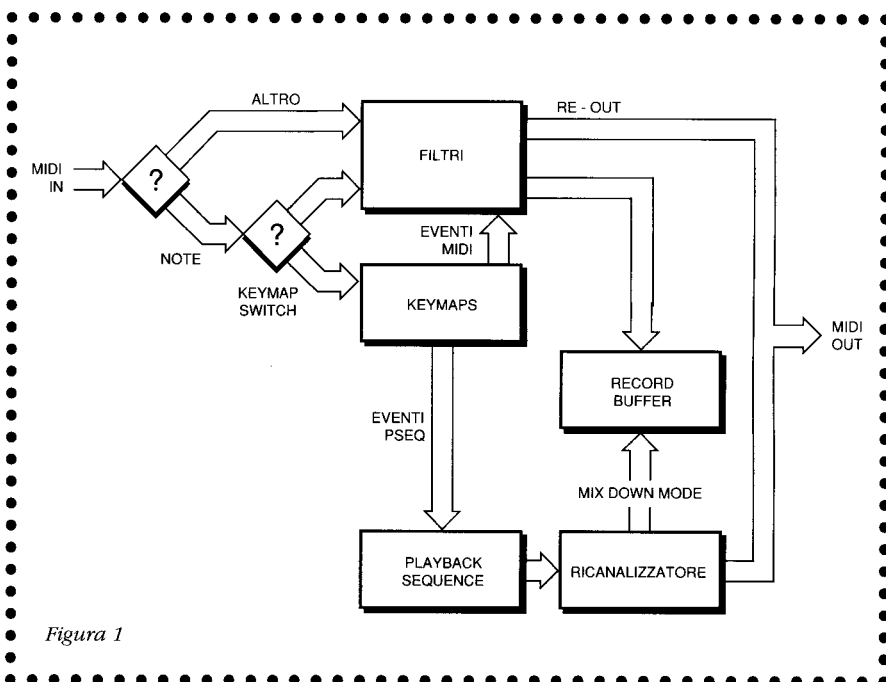 ALTRO
RE - OUT
MIDI
IN
?
FILTRI
NOTE
?
KEYMAP
SWITCH
EVENTI
MIDI
KEYMAPS
MIDI
OUT
RECORD
BUFFER
EVENTI
PSEQ
MIX DOWN MODE
PLAYBACK
SEQUENCE
RICANALIZZATORE
Figura 1